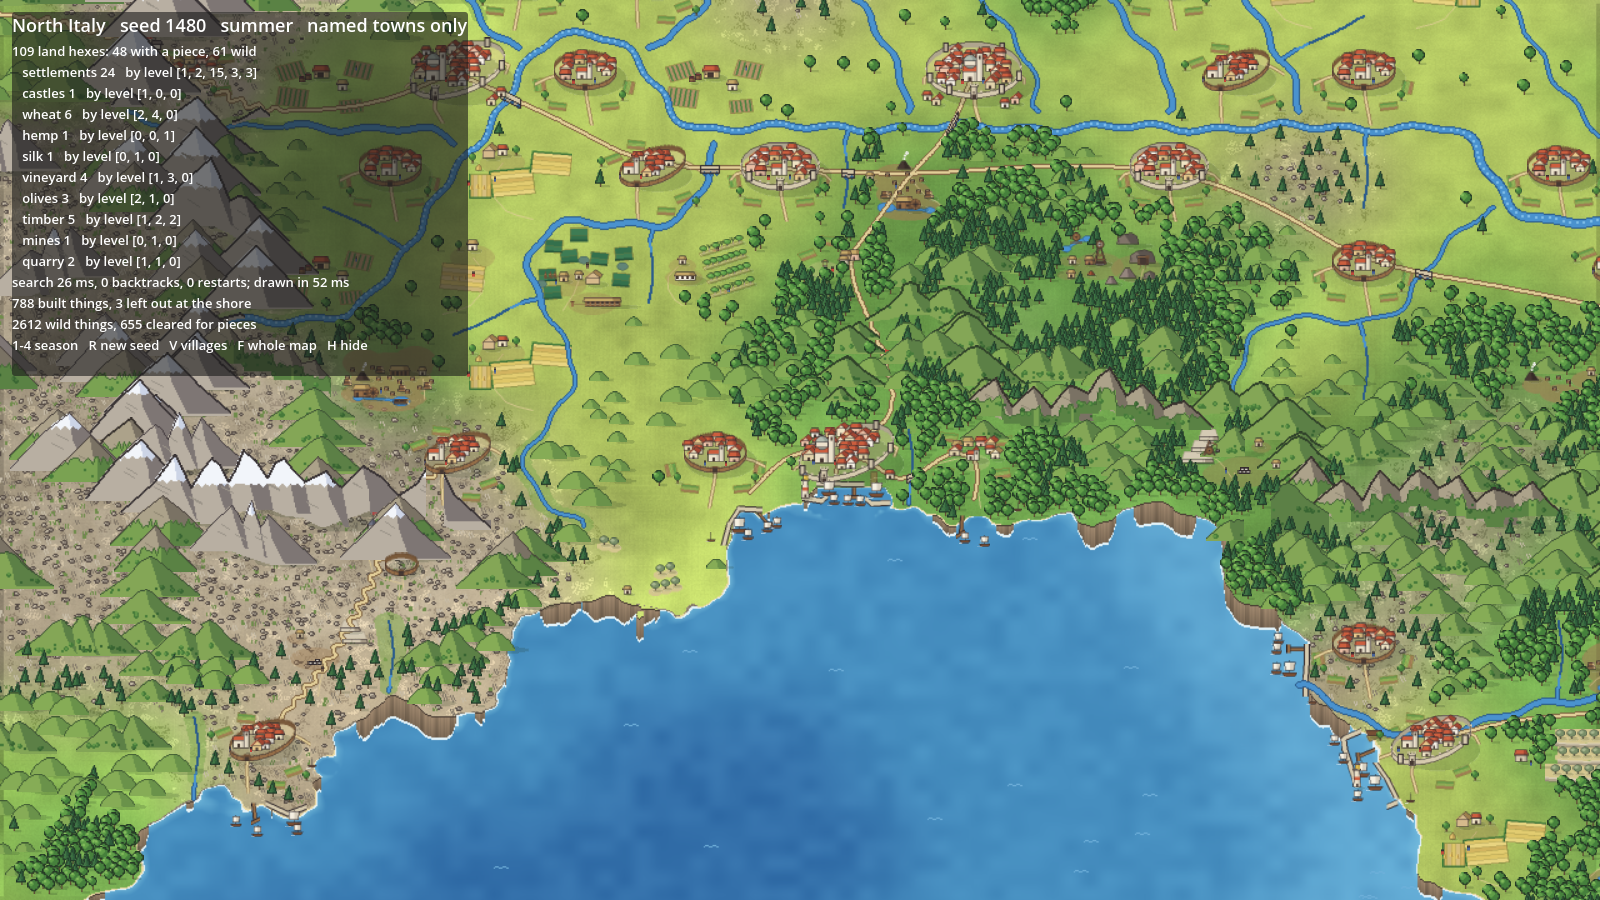 North Italy seed 1480 summer named towns only
109 land hexes: 48 with a piece, 61 wild
settlements 24 by level [1, 2, 15, 3, 3]
castles 1 by level [1, 0, 0]
wheat 6 by level [2, 4, 0]
hemp 1 by level [0, 0, 1]
silk 1 by level [0, 1, 0]
vineyard 4 by level [1, 3, 0]
olives 3 by level [2, 1, 0]
timber 5 by level [1, 2, 2]
mines 1 by level [0, 1, 0]
quarry 2 by level [1, 1, 0]
search 26 ms, 0 backtracks, 0 restarts; drawn in 52 ms
788 built things, 3 left out at the shore
2612 wild things, 655 cleared for pieces
1-4 season R new seed V villages F whole map H hide